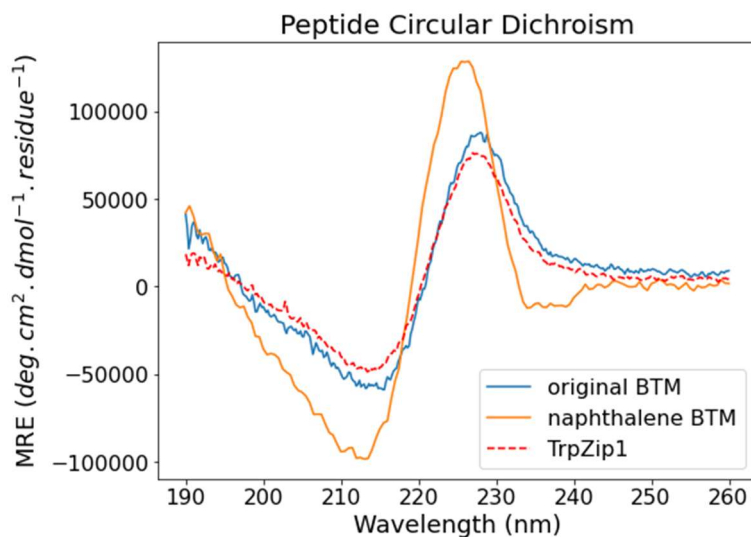 Peptide Circular Dichroism
MRE (deg. cm². dmol⁻¹. residue⁻¹)
100000
50000
0
−50000
−100000
original BTM
naphthalene BTM
TrpZip1
190 200 210 220 230 240 250 260
Wavelength (nm)